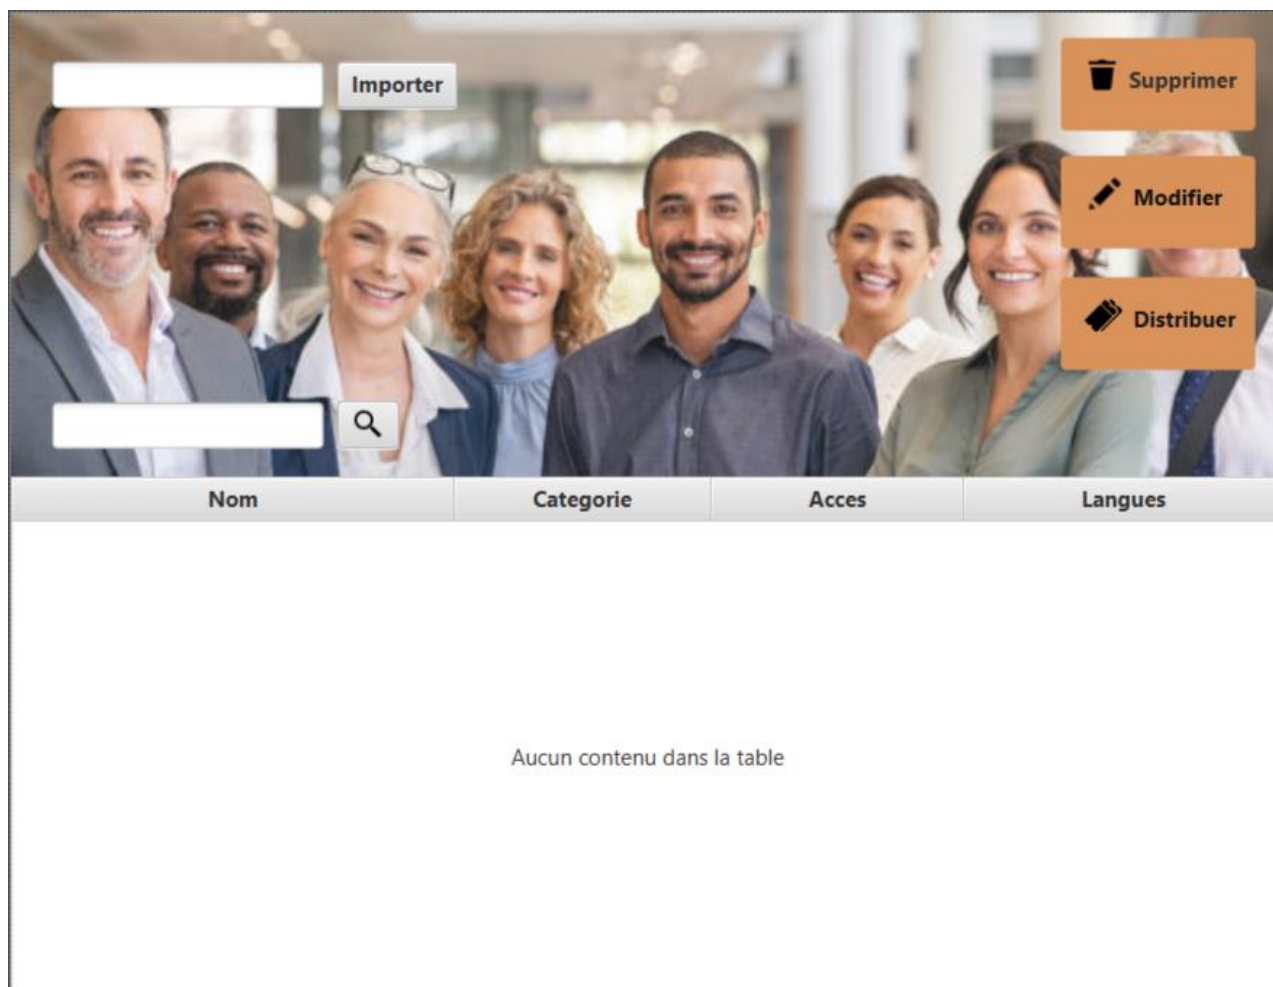 Importer
Supprimer
Modifier
Distribuer
Nom Categorie Acces Langues
Aucun contenu dans la table